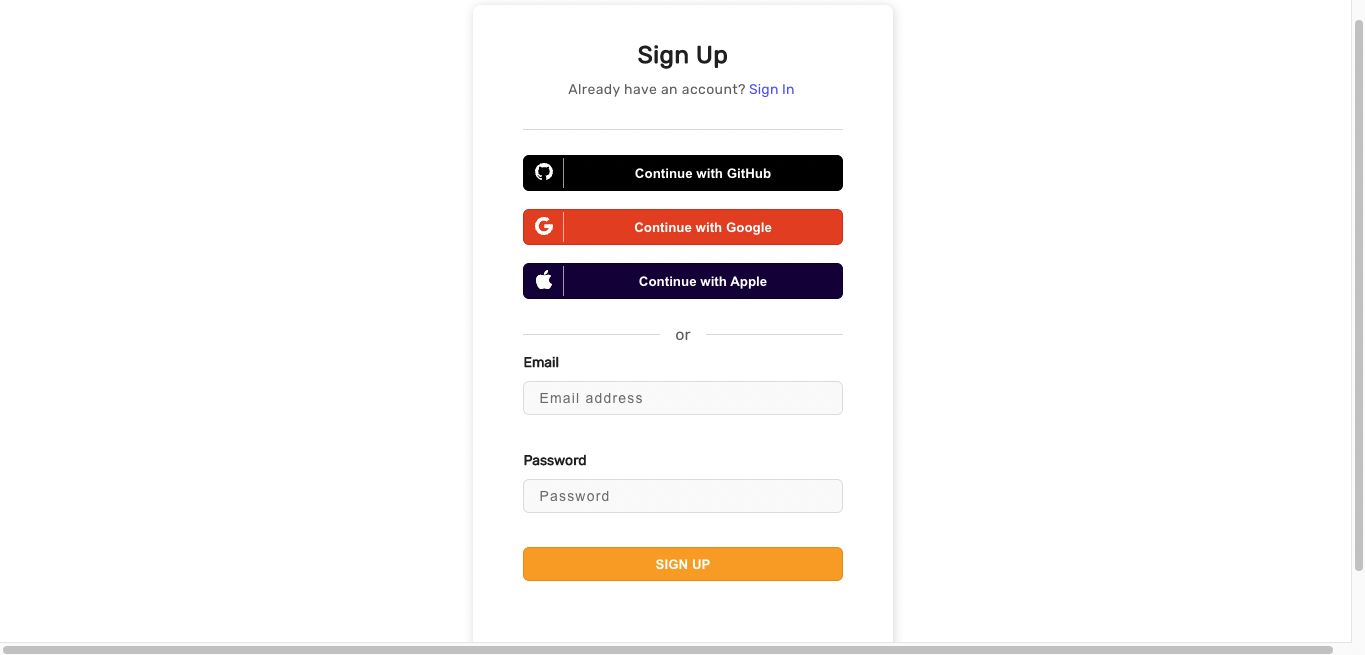 Sign Up
Already have an account? Sign In
Continue with GitHub
Continue with Google
Continue with Apple
or
Email
Email address
Password
Password
SIGN UP